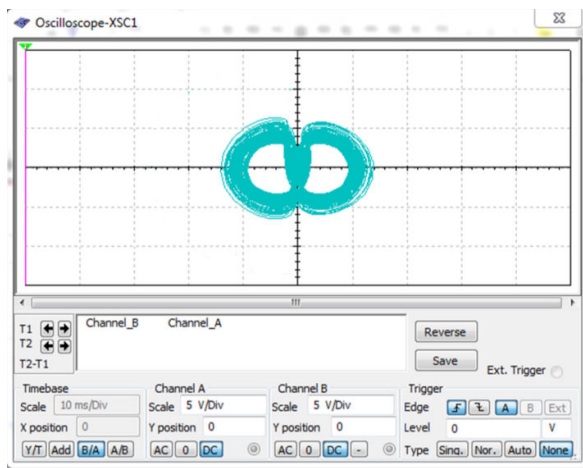 Oscilloscope-XSC1
T1
T2
T2-T1
Channel_B Channel_A
Reverse
Save
Ext. Trigger
Timebase
Scale 10 ms/Div
X position 0
Y/T Add B/A A/B
Channel A
Scale 5 V/Div
Y position 0
AC 0 DC
Channel B
Scale 5 V/Div
Y position 0
AC 0 DC -
Trigger
Edge A B Ext
Level 0 V
Type Sing. Nor. Auto None